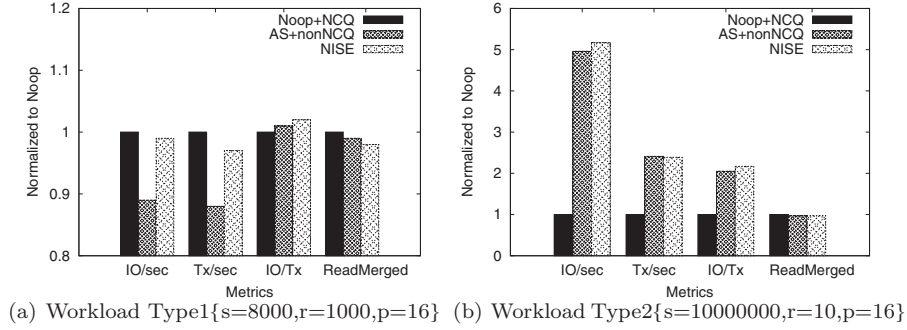 Normalized to Noop
1.2
1.1
1
0.9
0.8
Noop+NCQ
AS+nonNCQ
NISE
IO/sec
Tx/sec
IO/Tx
ReadMerged
Metrics
(a) Workload Type1{s=8000,r=1000,p=16}
Normalized to Noop
6
5
4
3
2
1
0
Noop+NCQ
AS+nonNCQ
NISE
IO/sec
Tx/sec
IO/Tx
ReadMerged
Metrics
(b) Workload Type2{s=10000000,r=10,p=16}